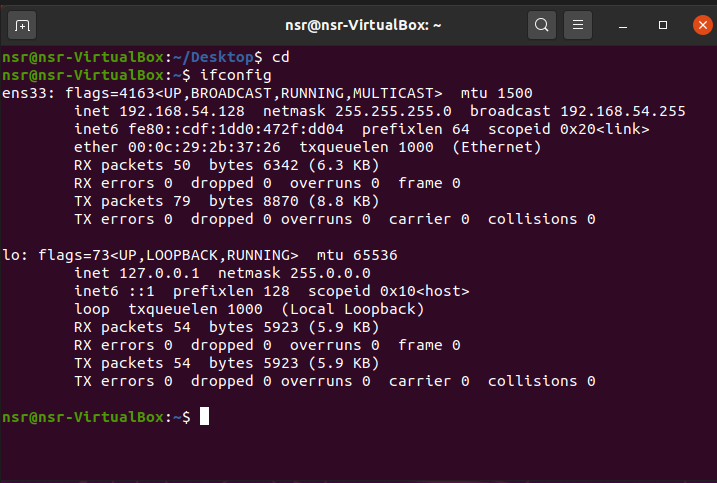 nsr@nsr-VirtualBox: ~
nsr@nsr-VirtualBox:~/Desktop$ cd
nsr@nsr-VirtualBox:~$ ifconfig
ens33: flags=4163<UP,BROADCAST,RUNNING,MULTICAST>  mtu 1500
        inet 192.168.54.128  netmask 255.255.255.0  broadcast 192.168.54.255
        inet6 fe80::cdf:1dd0:472f:dd04  prefixlen 64  scopeid 0x20<link>
        ether 00:0c:29:2b:37:26  txqueuelen 1000  (Ethernet)
        RX packets 50  bytes 6342 (6.3 KB)
        RX errors 0  dropped 0  overruns 0  frame 0
        TX packets 79  bytes 8870 (8.8 KB)
        TX errors 0  dropped 0 overruns 0  carrier 0  collisions 0

lo: flags=73<UP,LOOPBACK,RUNNING>  mtu 65536
        inet 127.0.0.1  netmask 255.0.0.0
        inet6 ::1  prefixlen 128  scopeid 0x10<host>
        loop  txqueuelen 1000  (Local Loopback)
        RX packets 54  bytes 5923 (5.9 KB)
        RX errors 0  dropped 0  overruns 0  frame 0
        TX packets 54  bytes 5923 (5.9 KB)
        TX errors 0  dropped 0 overruns 0  carrier 0  collisions 0

nsr@nsr-VirtualBox:~$